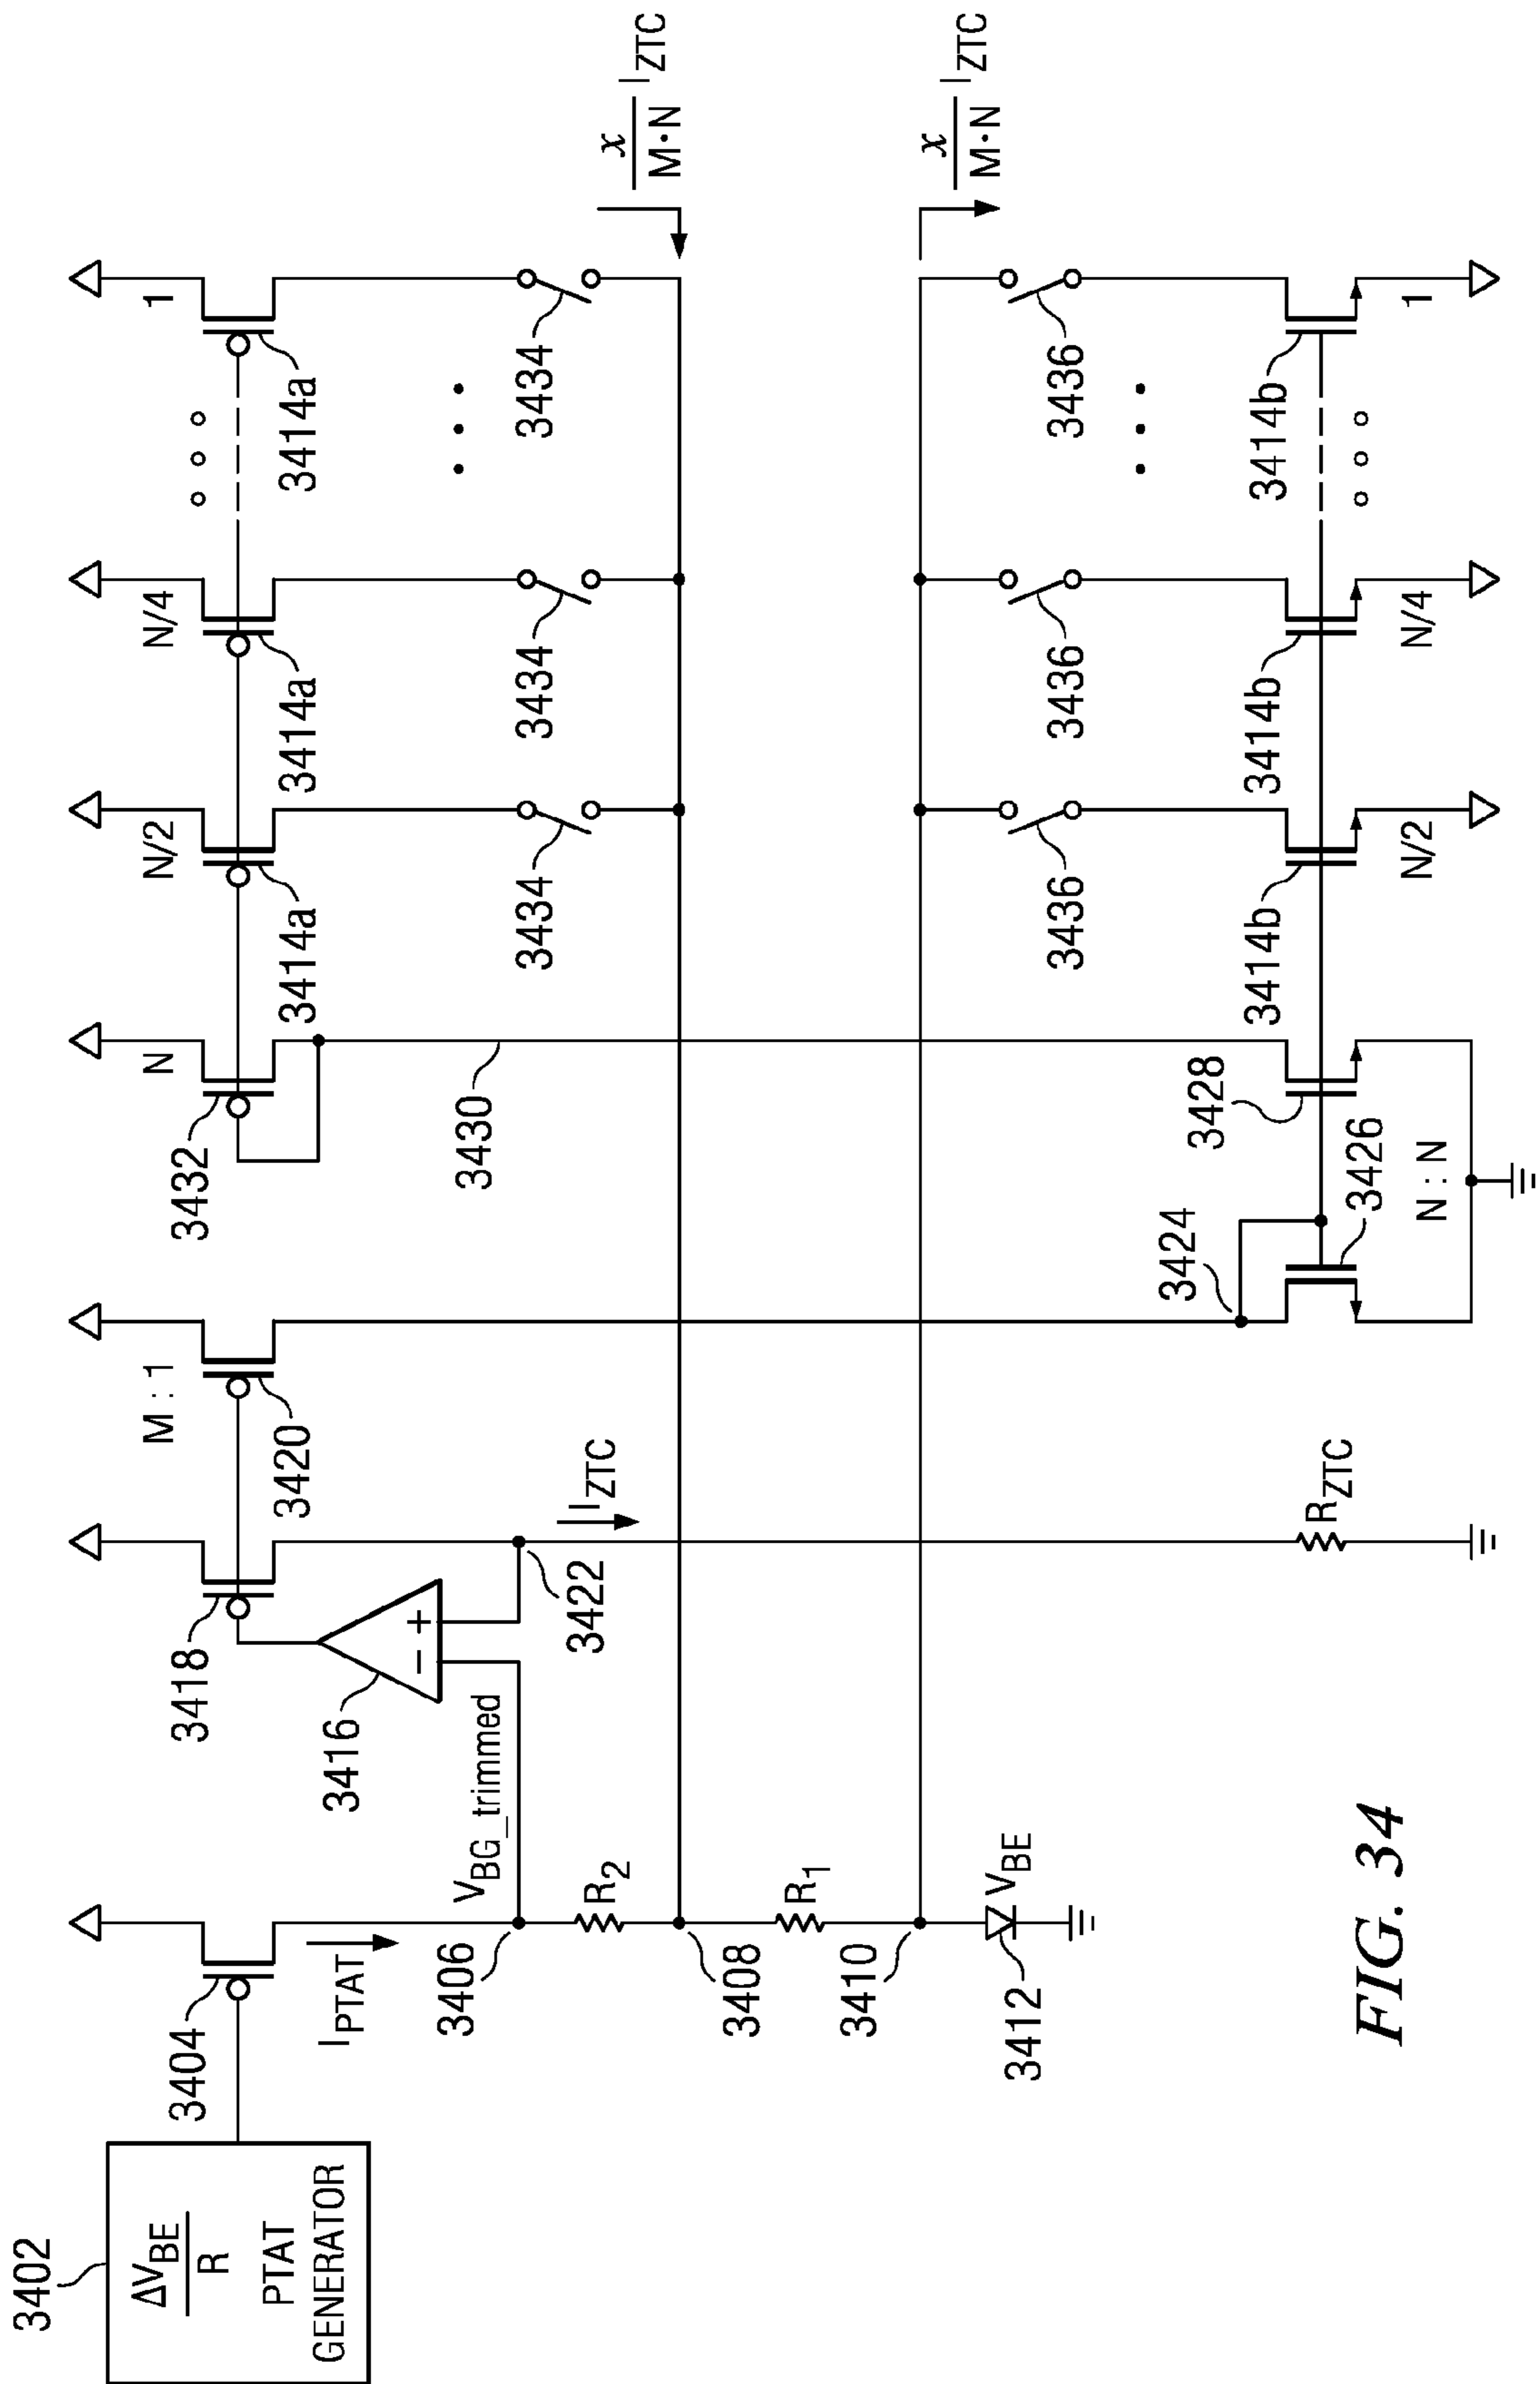 3402
ΔV_BE
R
PTAT
GENERATOR
3404
I_PTAT
3406
V_BG_trimmed
R_2
3408
R_1
3410
3412
V_BE
3416
3418
3422
I_ZTC
R_ZTC
M : 1
3420
3424
N : N
3426
3428
3430
3432
N
N/2
3414a
3434
N/4
3414a
3434
1
3414a
3434
x
M·N
I_ZTC
x
M·N
I_ZTC
3436
3414b
N/2
3436
3414b
N/4
3436
3414b
1
FIG. 34